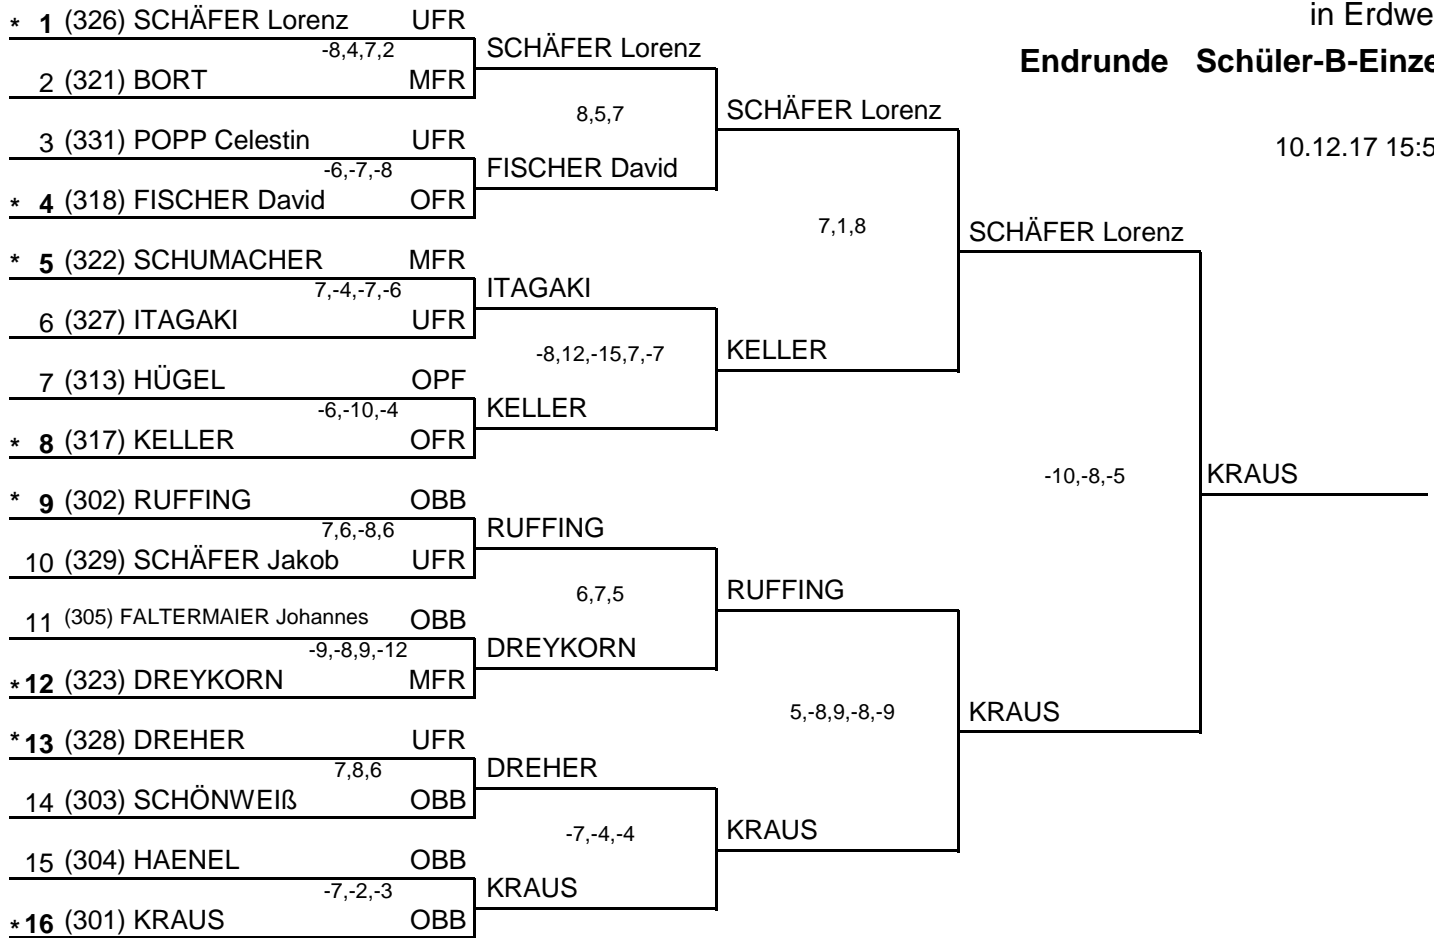 in Erdwe
Endrunde Schüler-B-Einze
10.12.17 15:5
* 1 (326) SCHÄFER Lorenz UFR
-8,4,7,2
2 (321) BORT MFR
3 (331) POPP Celestin UFR
-6,-7,-8
* 4 (318) FISCHER David OFR
* 5 (322) SCHUMACHER MFR
7,-4,-7,-6
6 (327) ITAGAKI UFR
7 (313) HÜGEL OPF
-6,-10,-4
* 8 (317) KELLER OFR
* 9 (302) RUFFING OBB
7,6,-8,6
10 (329) SCHÄFER Jakob UFR
11 (305) FALTERMAIER Johannes OBB
-9,-8,9,-12
* 12 (323) DREYKORN MFR
* 13 (328) DREHER UFR
7,8,6
14 (303) SCHÖNWEIß OBB
15 (304) HAENEL OBB
-7,-2,-3
* 16 (301) KRAUS OBB
SCHÄFER Lorenz
8,5,7
FISCHER David
ITAGAKI
-8,12,-15,7,-7
KELLER
RUFFING
6,7,5
DREYKORN
DREHER
-7,-4,-4
KRAUS
SCHÄFER Lorenz
7,1,8
KELLER
RUFFING
5,-8,9,-8,-9
KRAUS
SCHÄFER Lorenz
-10,-8,-5
KRAUS
KRAUS